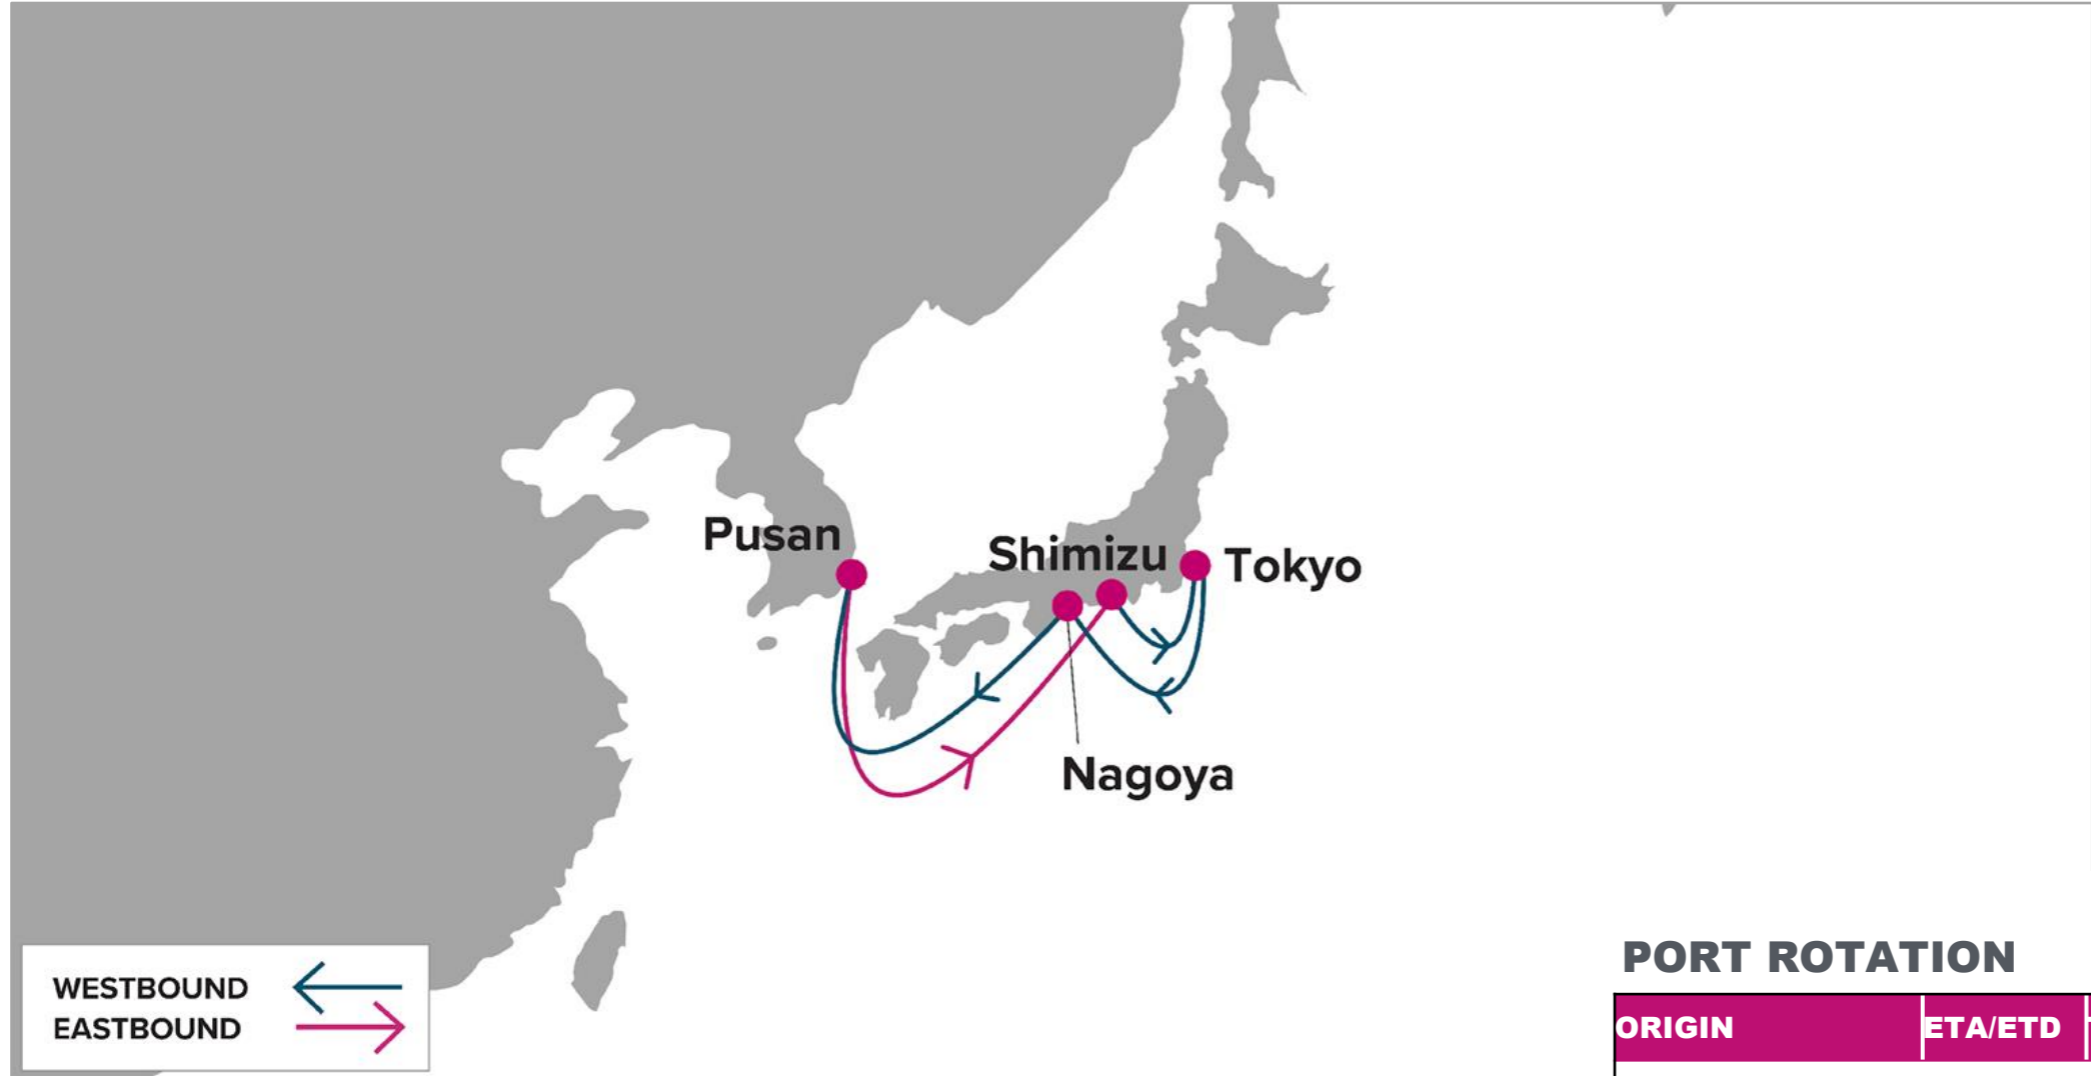 Pusan
Shimizu
Tokyo
Nagoya
WESTBOUND
EASTBOUND
PORT ROTATION
ORIGIN ETA/ETD